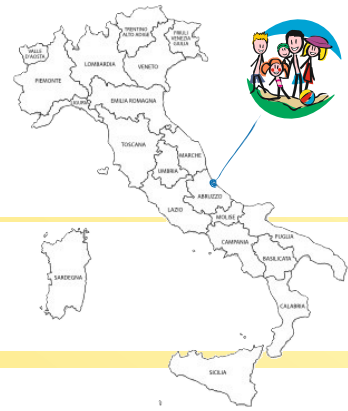 TRENTINO
ALTO ADIGE
FRIULI
VENEZIA
GIULIA
VALLE
D'AOSTA
LOMBARDIA
VENETO
PIEMONTE
LIGURIA
EMILIA ROMAGNA
TOSCANA
MARCHE
UMBRIA
ABRUZZO
LAZIO
MOLISE
PUGLIA
CAMPANIA
BASILICATA
SARDEGNA
CALABRIA
SICILIA